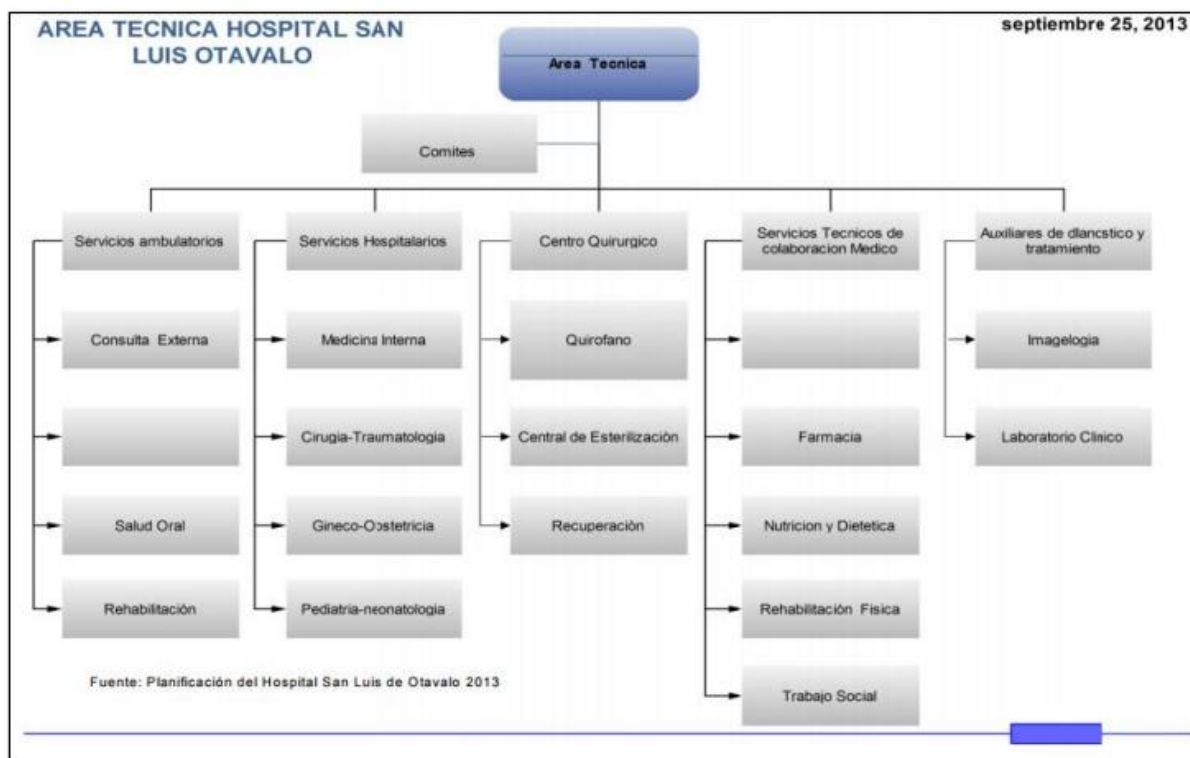 AREA TECNICA HOSPITAL SAN
LUIS OTAVALO
septiembre 25, 2013
Area Tecnica
Comites
Servicios ambulatorios
Servicios Hospitalarios
Centro Quirurgico
Servicios Tecnicos de
colaboracion Medico
Auxiliares de diancstico y
tratamiento
Consulta Externa
Medicina Interna
Quirofano
Imagelogia
Cirugia-Traumatologia
Central de Esterilización
Farmacia
Laboratorio Clinico
Salud Oral
Gineco-Obstetricia
Recuperación
Nutricion y Dietetica
Rehabilitación
Pediatria-neonatologia
Rehabilitación Fisica
Trabajo Social
Fuente: Planificación del Hospital San Luis de Otavalo 2013